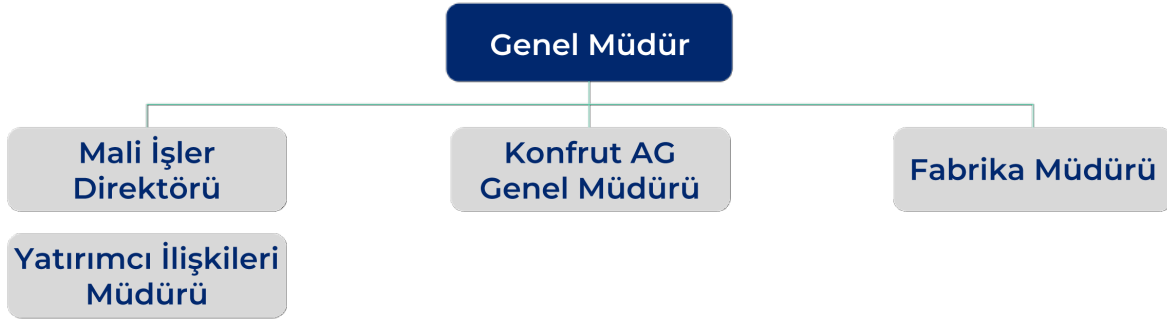 Genel Müdür
Mali İşler
Direktörü
Konfrut AG
Genel Müdürü
Fabrika Müdürü
Yatırımcı İlişkileri
Müdürü